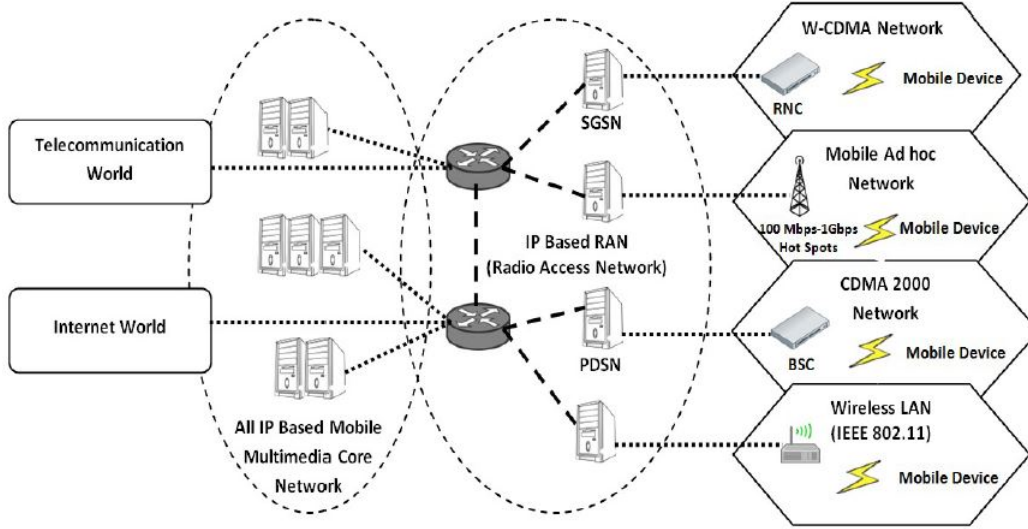 Telecommunication
World
Internet World
All IP Based Mobile
Multimedia Core
Network
SGSN
IP Based RAN
(Radio Access Network)
PDSN
W-CDMA Network
Mobile Device
RNC
Mobile Ad hoc
Network
100 Mbps-1Gbps
Hot Spots
Mobile Device
CDMA 2000
Network
BSC
Mobile Device
Wireless LAN
(IEEE 802.11)
Mobile Device